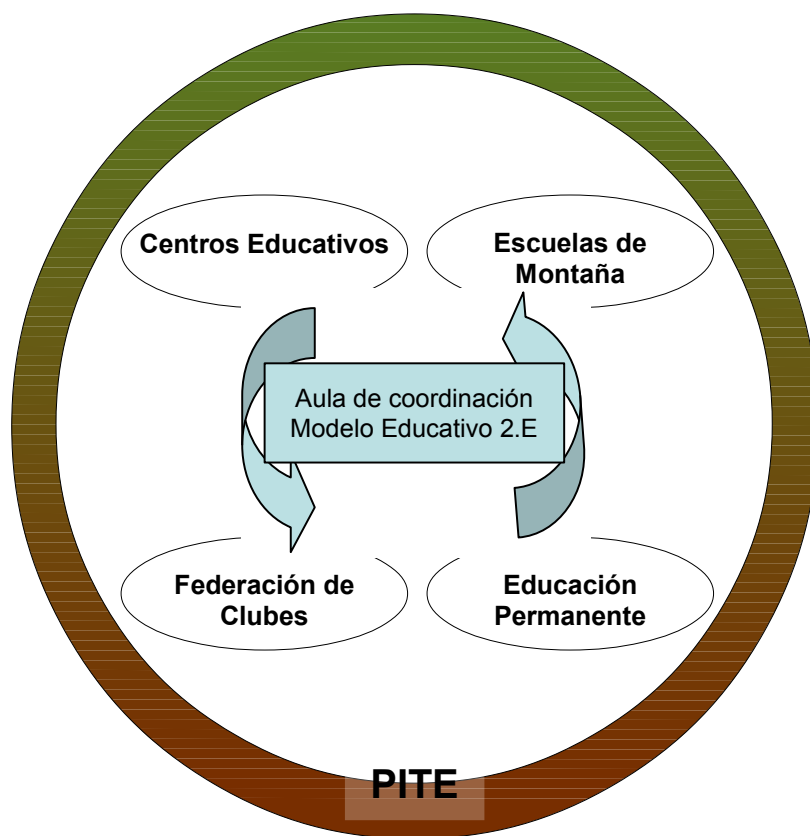 Centros Educativos
Escuelas de
Montaña
Aula de coordinación
Modelo Educativo 2.E
Federación de
Clubes
Educación
Permanente
PITE